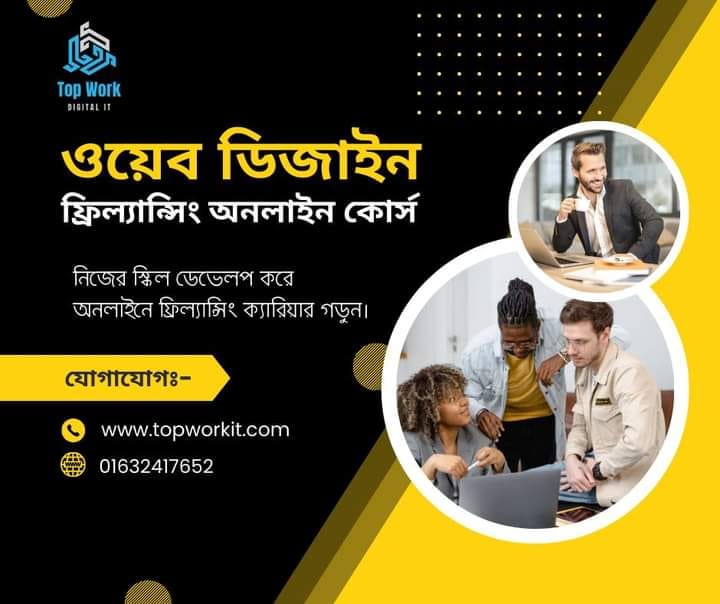 Top Work
DIGITAL IT
ওয়েব ডিজাইন
ফ্রিল্যান্সিং অনলাইন কোর্স
নিজের স্কিল ডেভেলপ করে
অনলাইনে ফ্রিল্যান্সিং ক্যারিয়ার গড়ুন।
যোগাযোগঃ-
www.topworkit.com
01632417652